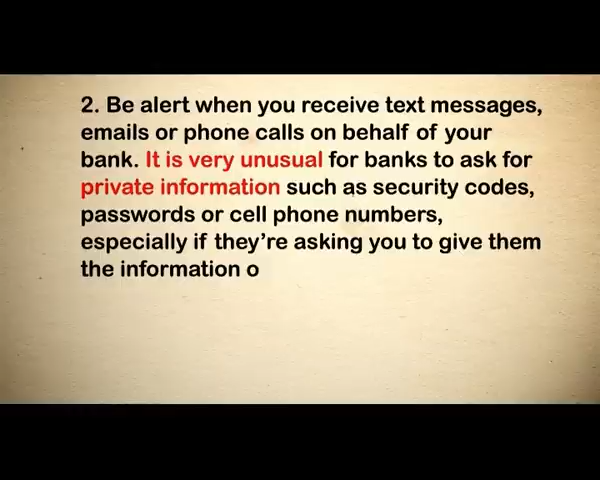 2. Be alert when you receive text messages,
emails or phone calls on behalf of your
bank. It is very unusual for banks to ask for
private information such as security codes,
passwords or cell phone numbers,
especially if they’re asking you to give them
the information o